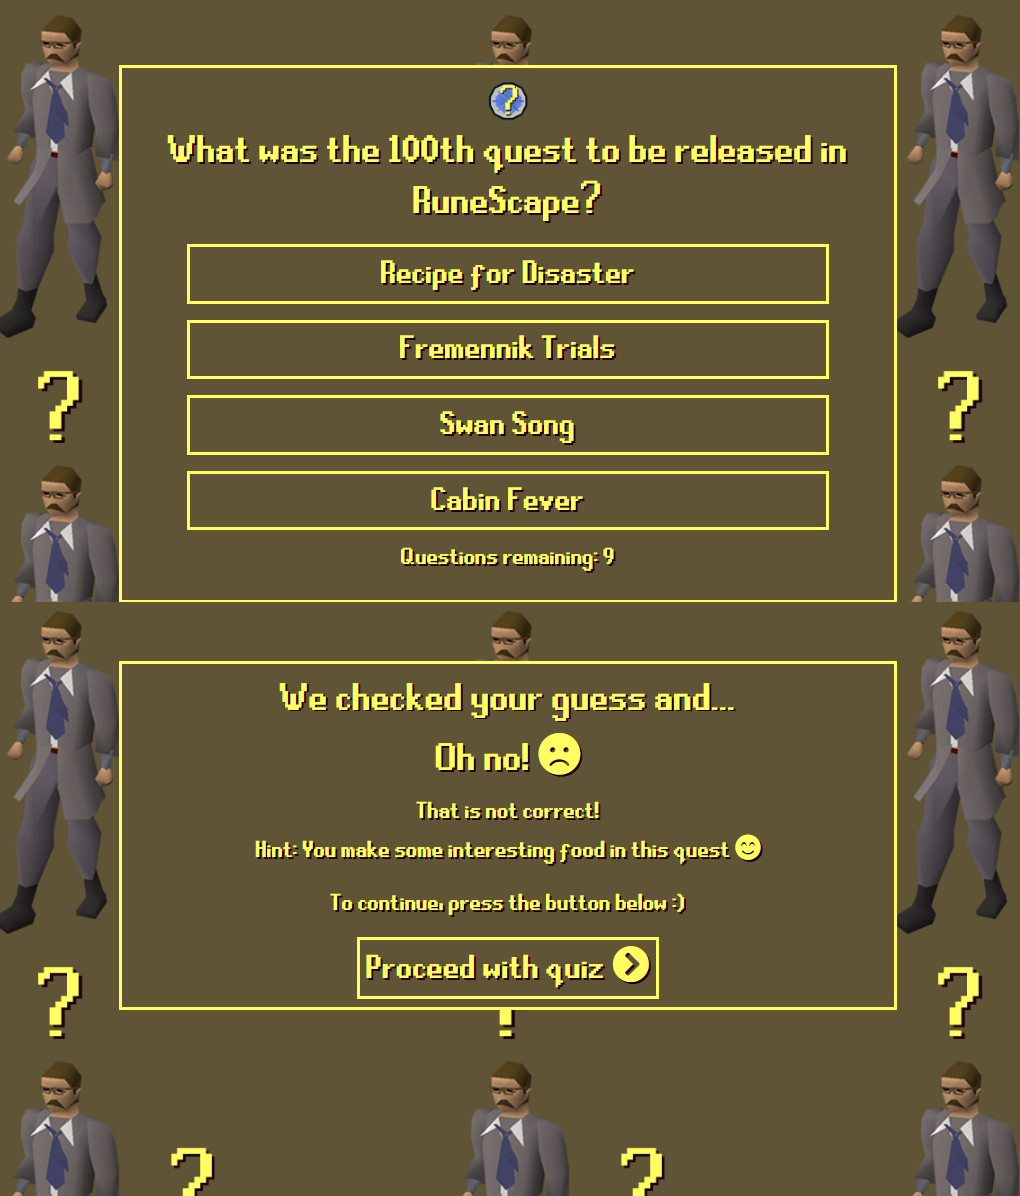 ?
What was the 100th quest to be released in
RuneScape?
Recipe for Disaster
Fremennik Trials
Swan Song
Cabin Fever
Questions remaining: 9
? ?
We checked your guess and...
Oh no!
That is not correct!
Hint: You make some interesting food in this quest
To continue, press the button below :)
Proceed with quiz
? ?
? ?